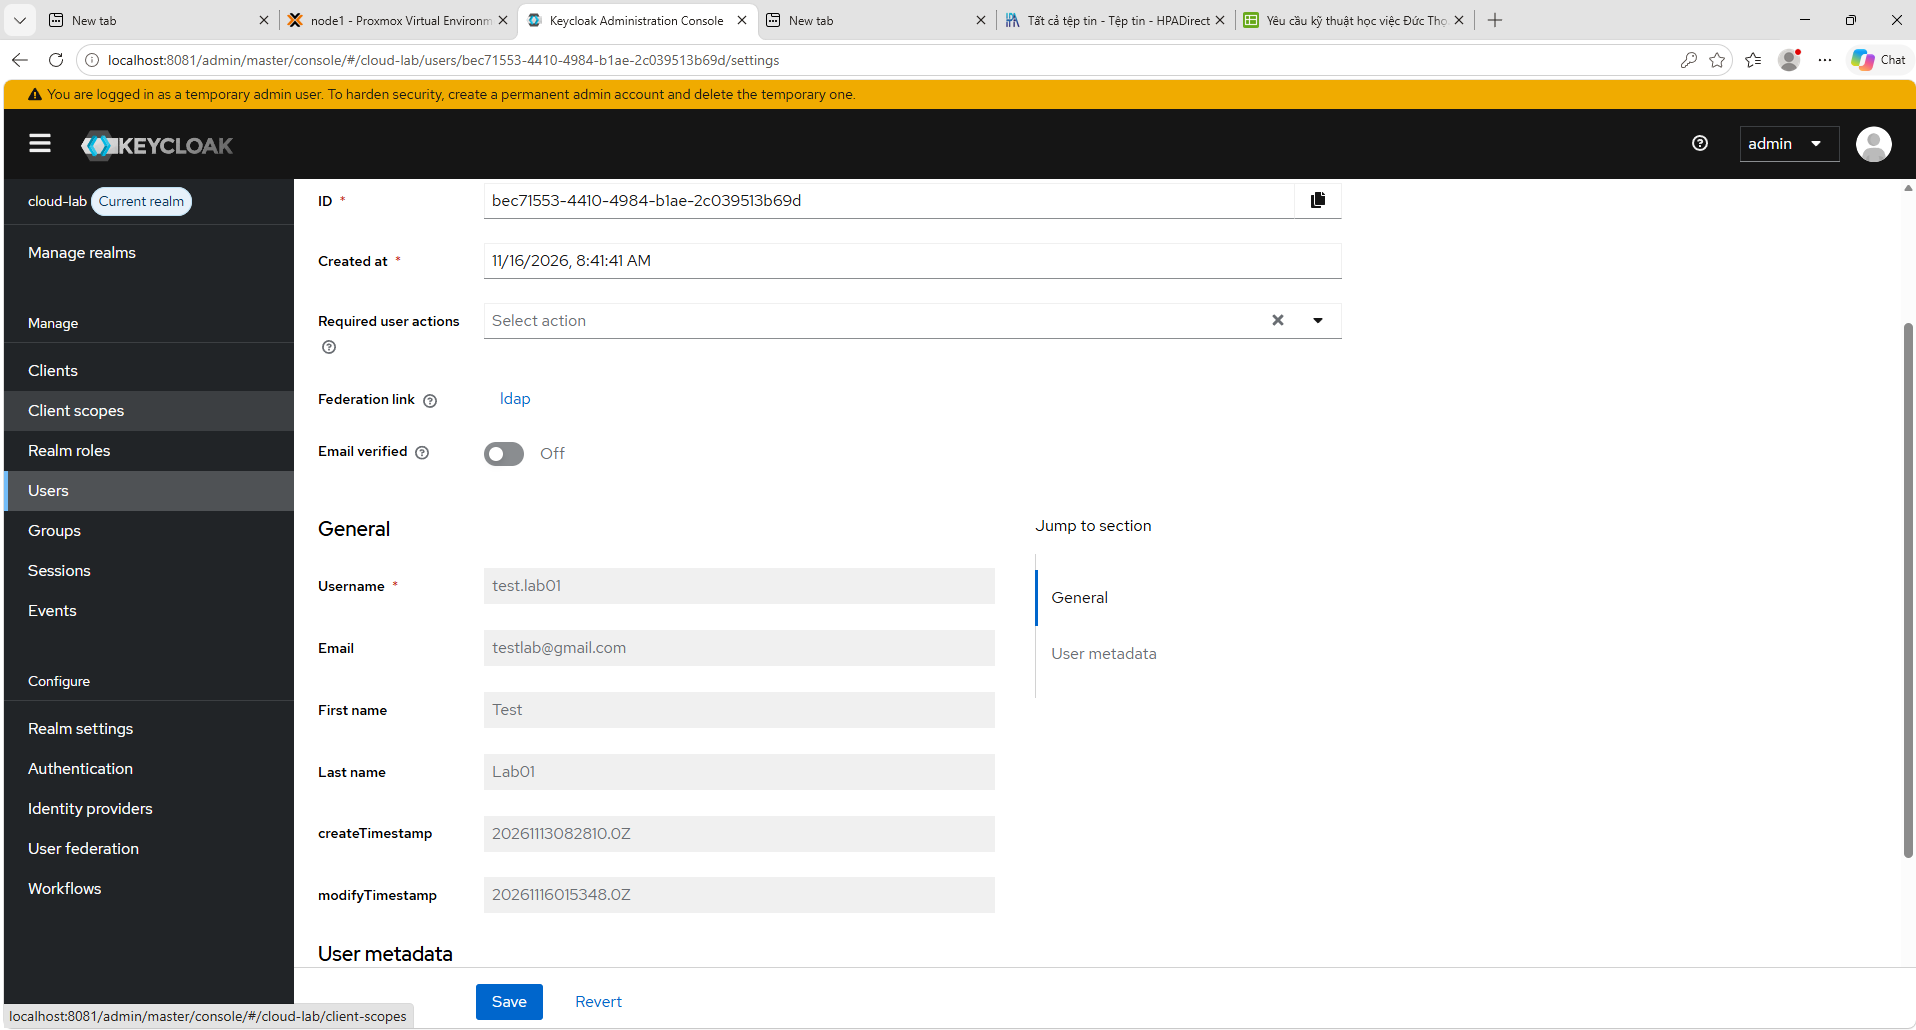 New tab
node1 - Proxmox Virtual Environm
Keycloak Administration Console
New tab
Tất cả tệp tin - Tệp tin - HPADirect
Yêu cầu kỹ thuật học việc Đức Thọ
localhost:8081/admin/master/console/#/cloud-lab/users/bec71553-4410-4984-b1ae-2c039513b69d/settings
Chat
You are logged in as a temporary admin user. To harden security, create a permanent admin account and delete the temporary one.
KEYCLOAK
admin
cloud-lab Current realm
Manage realms
Manage
Clients
Client scopes
Realm roles
Users
Groups
Sessions
Events
Configure
Realm settings
Authentication
Identity providers
User federation
Workflows
ID *
bec71553-4410-4984-b1ae-2c039513b69d
Created at *
11/16/2026, 8:41:41 AM
Required user actions
Select action
Federation link
ldap
Email verified
Off
General
Username *
test.lab01
Email
testlab@gmail.com
First name
Test
Last name
Lab01
createTimestamp
20261113082810.0Z
modifyTimestamp
20261116015348.0Z
User metadata
Jump to section
General
User metadata
Save
Revert
localhost:8081/admin/master/console/#/cloud-lab/client-scopes